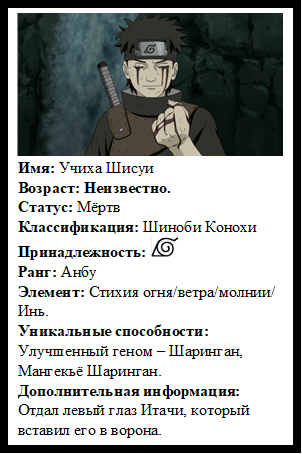 Имя: Учиха Шисуи
Возраст: Неизвестно.
Статус: Мёртв
Классификация: Шиноби Конохи
Принадлежность:
Ранг: Анбу
Элемент: Стихия огня/ветра/молнии/
Инь.
Уникальные способности:
Улучшенный геном – Шаринган,
Мангекьё Шаринган.
Дополнительная информация:
Отдал левый глаз Итачи, который
вставил его в ворона.